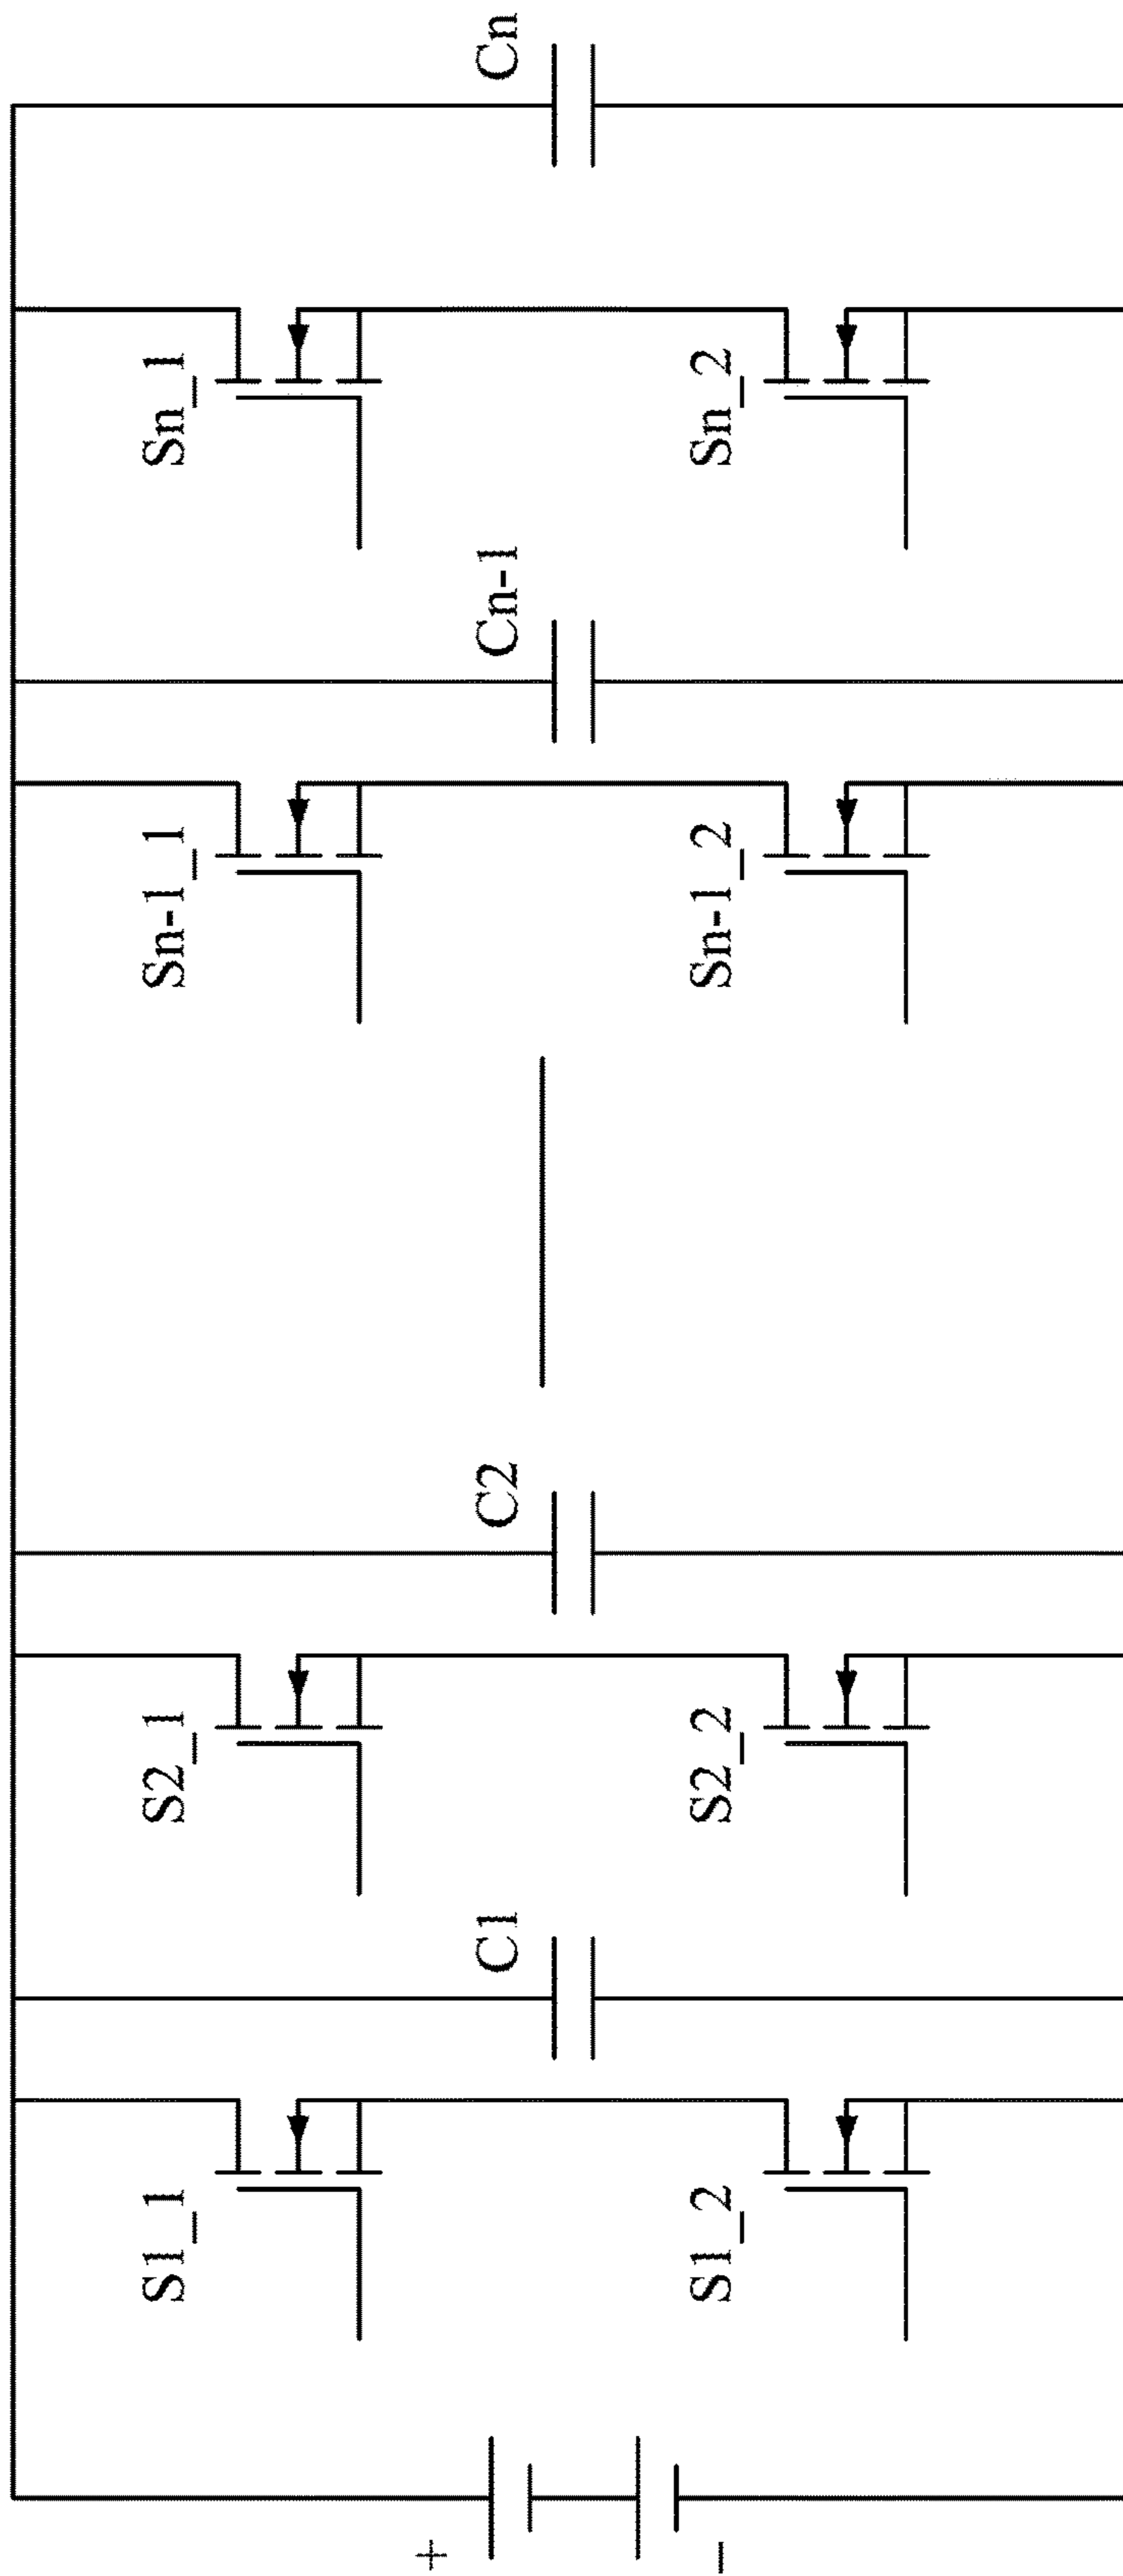 +
−
S1_1
S1_2
C1
S2_1
S2_2
C2
Sn-1_1
Sn-1_2
Cn-1
Sn_1
Sn_2
Cn